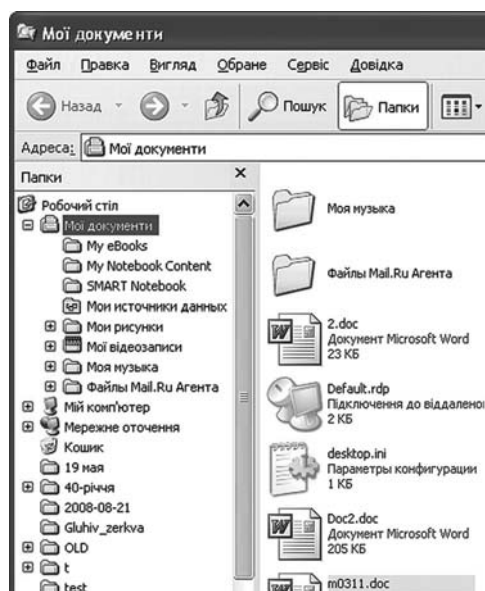 Мої документи
Файл Правка Вигляд Обране Сервіс Довідка
Назад Пошук Папки
Адреса: Мої документи
Папки
Робочий стіл
Мої документи
My eBooks
My Notebook Content
SMART Notebook
Мои источники данных
Мои рисунки
Мої відеозаписи
Моя музыка
Файлы Mail.Ru Агента
Мій комп'ютер
Мережне оточення
Кошик
19 мая
40-річчя
2008-08-21
Gluhiv_zerkva
OLD
t
test
Моя музыка
Файлы Mail.Ru Агента
2.doc
Документ Microsoft Word
23 КБ
Default.rdp
Підключення до віддалено
2 КБ
desktop.ini
Параметры конфигурации
1 КБ
Doc2.doc
Документ Microsoft Word
205 КБ
m0311.doc